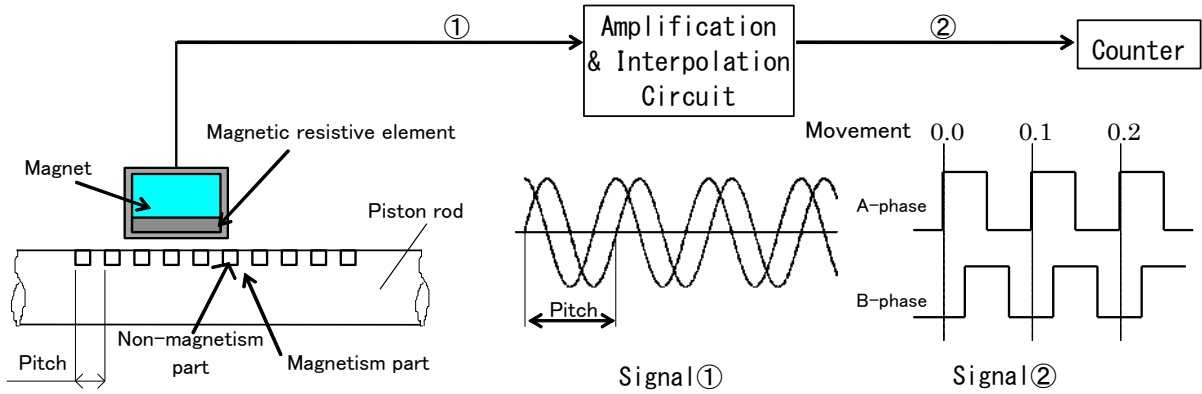 ①
Amplification
& Interpolation
Circuit
②
Counter
Magnetic resistive element
Magnet
Piston rod
Non-magnetism
part
Magnetism part
Pitch
Pitch
Signal①
Movement 0.0 0.1 0.2
A-phase
B-phase
Signal②